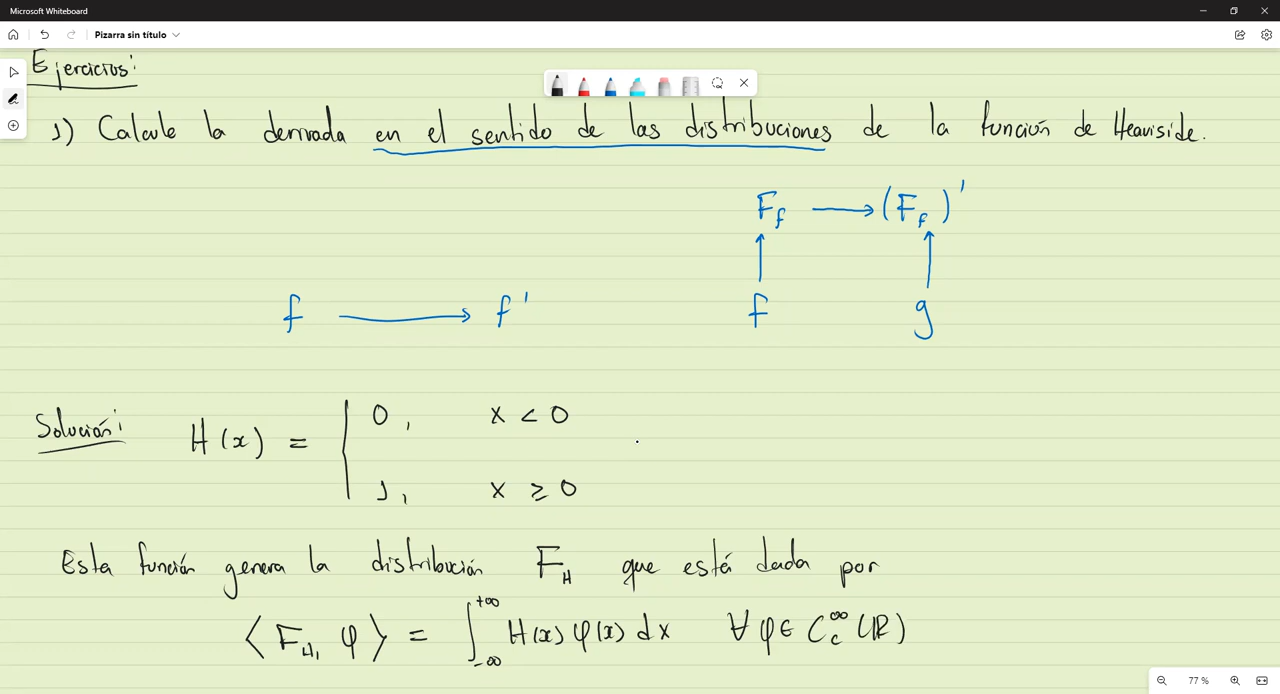 Microsoft Whiteboard
Pizarra sin título
Ejercicios:
1) Calcule la derivada en el sentido de las distribuciones de la función de Heaviside.
F_f ⟶ (F_f)'
f ⟶ f'    f    g
Solución: H(x) = | 0, x < 0
1, x ≥ 0
Esta función genera la distribución F_H que está dada por
⟨F_H, φ⟩ = ∫_{-∞}^{+∞} H(x) φ(x) dx ∀ φ ∈ C_c^∞ (ℝ)
77 %